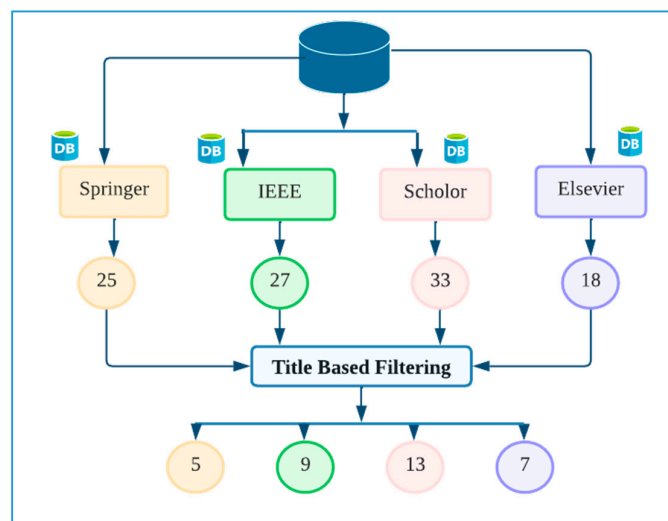 DB
DB
DB
DB
Springer
IEEE
Scholor
Elsevier
25
27
33
18
Title Based Filtering
5
9
13
7